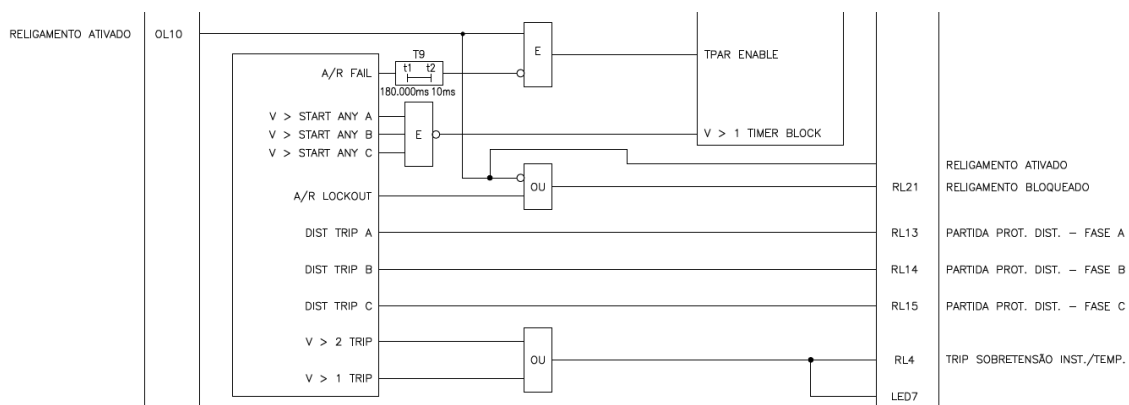 RELIGAMENTO ATIVADO OL10
E
TPAR ENABLE
T9
A/R FAIL t1 t2
180.000ms 10ms
V > START ANY A
V > START ANY B E V > 1 TIMER BLOCK
V > START ANY C
RELIGAMENTO ATIVADO
OU RL21 RELIGAMENTO BLOQUEADO
A/R LOCKOUT
DIST TRIP A RL13 PARTIDA PROT. DIST. – FASE A
DIST TRIP B RL14 PARTIDA PROT. DIST. – FASE B
DIST TRIP C RL15 PARTIDA PROT. DIST. – FASE C
V > 2 TRIP
OU RL4 TRIP SOBRETENSÃO INST./TEMP.
V > 1 TRIP
LED7